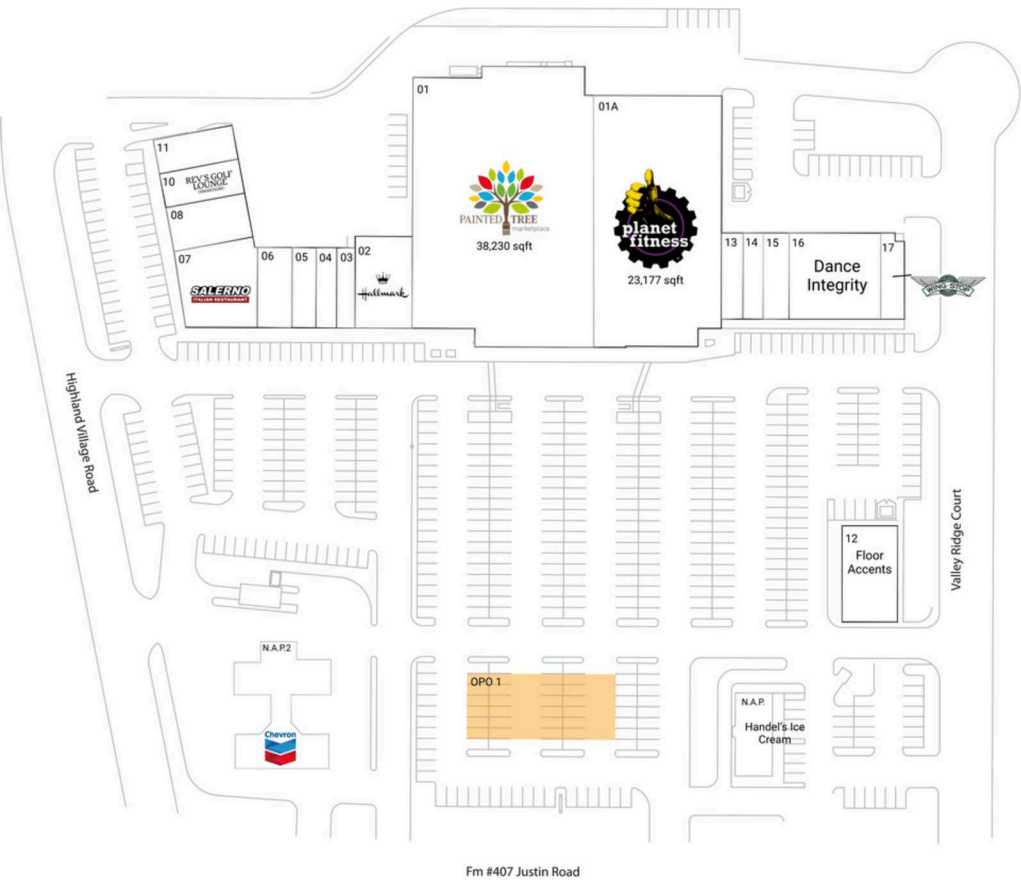 01
01A
11
PAINTED TREE
marketplace
38,230 sqft
planet
fitness
23,177 sqft
10
REV'S GOLF
LOUNGE
08
07
06
05
04
03
02
SALERNO
ITALIAN RESTAURANT
Hallmark
13
14
15
16
17
Dance
Integrity
WING STOP
Highland Village Road
Valley Ridge Court
12
Floor
Accents
N.A.P.2
Chevron
OPO 1
N.A.P.
Handel's Ice
Cream
Fm #407 Justin Road